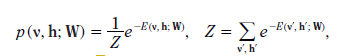 p(v, h; W) = 1/Z e^{-E(v, h; W)}, Z = ∑_{v′, h′} e^{-E(v′, h′; W)},